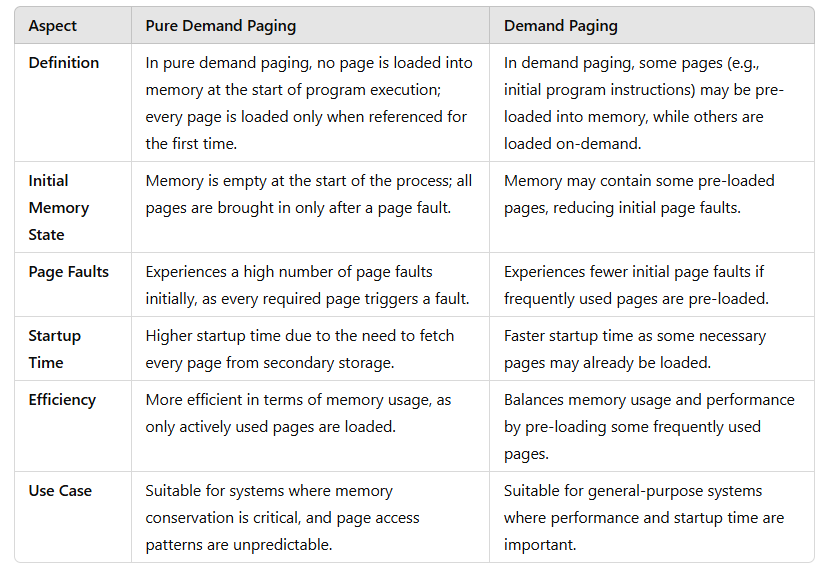 Aspect Pure Demand Paging Demand Paging
Definition
In pure demand paging, no page is loaded into
memory at the start of program execution;
every page is loaded only when referenced for
the first time.
In demand paging, some pages (e.g.,
initial program instructions) may be pre-
loaded into memory, while others are
loaded on-demand.
Initial
Memory
State
Memory is empty at the start of the process; all
pages are brought in only after a page fault.
Memory may contain some pre-loaded
pages, reducing initial page faults.
Page Faults
Experiences a high number of page faults
initially, as every required page triggers a fault.
Experiences fewer initial page faults if
frequently used pages are pre-loaded.
Startup
Time
Higher startup time due to the need to fetch
every page from secondary storage.
Faster startup time as some necessary
pages may already be loaded.
Efficiency
More efficient in terms of memory usage, as
only actively used pages are loaded.
Balances memory usage and performance
by pre-loading some frequently used
pages.
Use Case
Suitable for systems where memory
conservation is critical, and page access
patterns are unpredictable.
Suitable for general-purpose systems
where performance and startup time are
important.